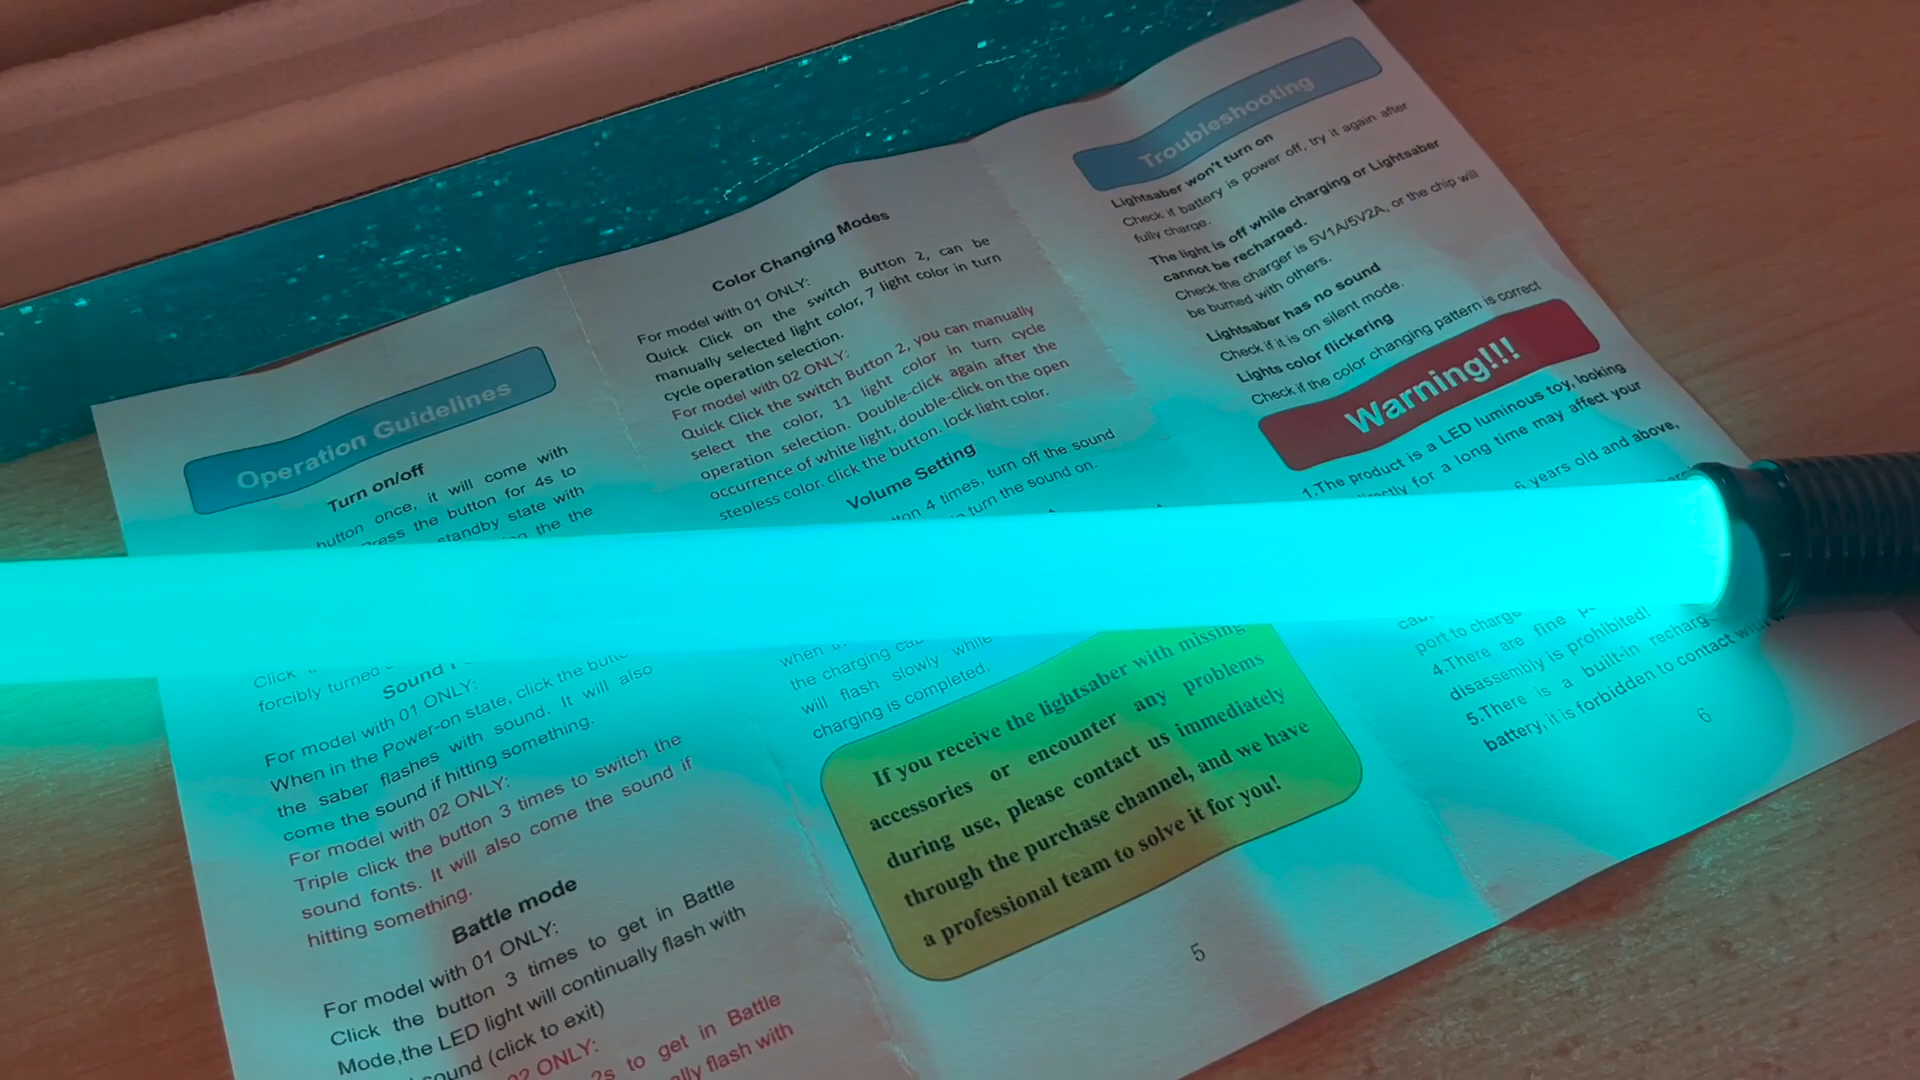 Operation Guidelines
Turn on/off
button once, it will come with
the button for 4s to
standby state with
the the
Click
forcibly turned
Sound
For model with 01 ONLY:
When in the Power-on state, click the
the saber flashes with sound. It will also
come the sound if hitting something.
For model with 02 ONLY:
Triple click the button 3 times to switch the
sound fonts. It will also come the sound if
hitting something.
Battle mode
For model with 01 ONLY:
Click the button 3 times to get in Battle
Mode,the LED light will continually flash with
sound (click to exit)
02 ONLY:
2s to get in Battle
flash with
Color Changing Modes
For model with 01 ONLY:
Quick Click on the switch Button 2, can be
manually selected light color, 7 light color in turn
cycle operation selection.
For model with 02 ONLY:
Quick Click the switch Button 2, you can manually
select the color, 11 light color in turn cycle
operation selection. Double-click again after the
occurrence of white light, double-click on the open
stepless color. click the button. lock light color.
Volume Setting
4 times, turn off the sound
turn the sound on.
when
the charging
will flash slowly while
charging is completed.
If you receive the lightsaber with missing
accessories or encounter any problems
during use, please contact us immediately
through the purchase channel, and we have
a professional team to solve it for you!
5
Troubleshooting
Lightsaber won't turn on
Check if battery is power off, try it again after
fully charge.
The light is off while charging or Lightsaber
cannot be recharged.
Check the charger is 5V1A/5V2A, or the chip will
be burned with others.
Lightsaber has no sound
Check if it is on silent mode.
Lights color flickering
Check if the color changing pattern is correct
Warning!!!
1.The product is a LED luminous toy, looking
for a long time may affect your
6 years old and above,
port to charge
4.There are fine
disassembly is prohibited!
5.There is a built-in
battery, it is forbidden to contact
6